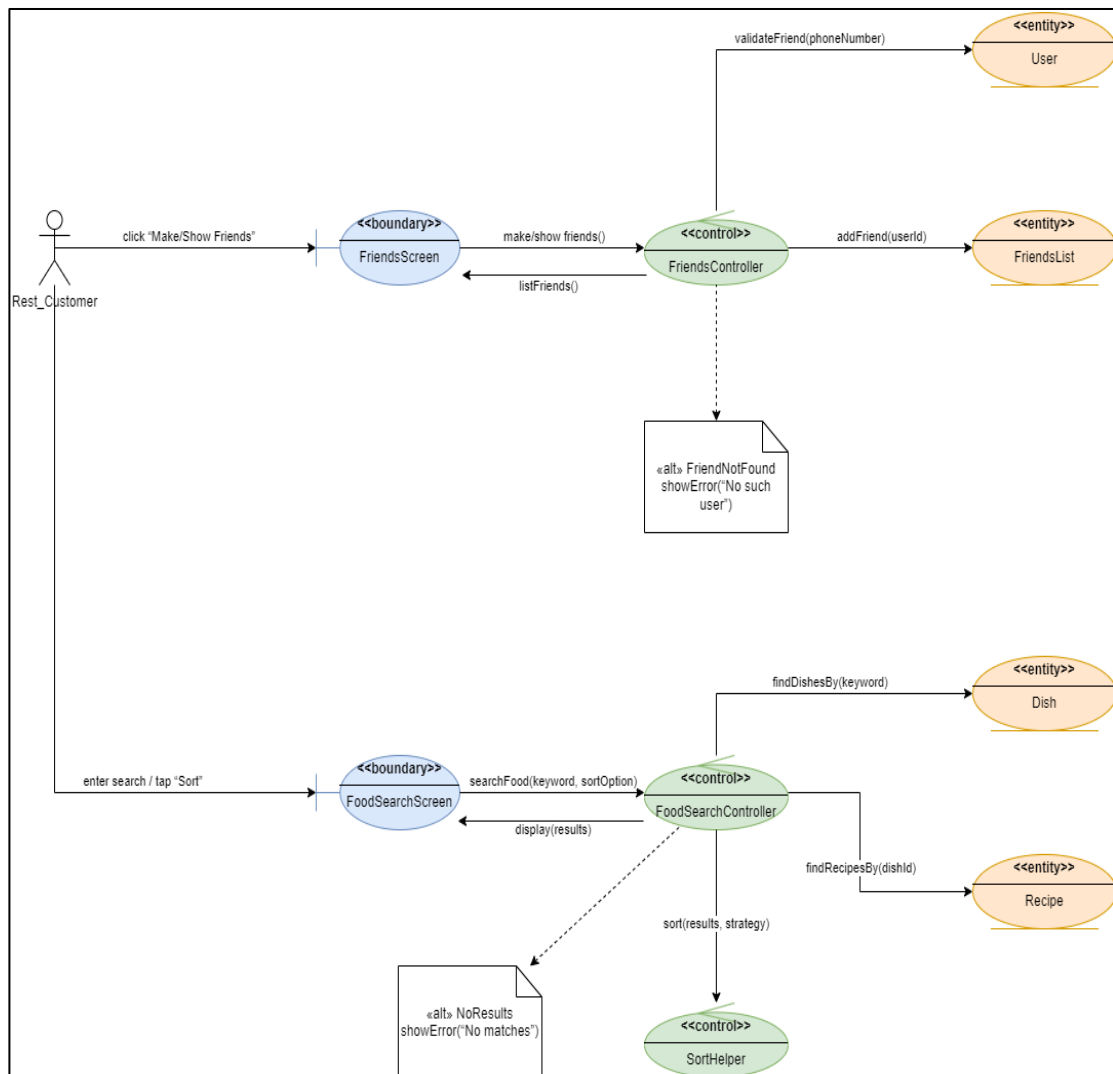 <<entity>>
validateFriend(phoneNumber)
User
<<boundary>>
<<control>>
<<entity>>
click “Make/Show Friends”
make/show friends()
addFriend(userId)
FriendsScreen
FriendsController
FriendsList
listFriends()
Rest_Customer
«alt» FriendNotFound
showError(“No such
user”)
<<entity>>
findDishesBy(keyword)
Dish
<<boundary>>
<<control>>
enter search / tap “Sort”
searchFood(keyword, sortOption)
FoodSearchScreen
FoodSearchController
display(results)
<<entity>>
findRecipesBy(dishId)
Recipe
sort(results, strategy)
«alt» NoResults
showError(“No matches”)
<<control>>
SortHelper